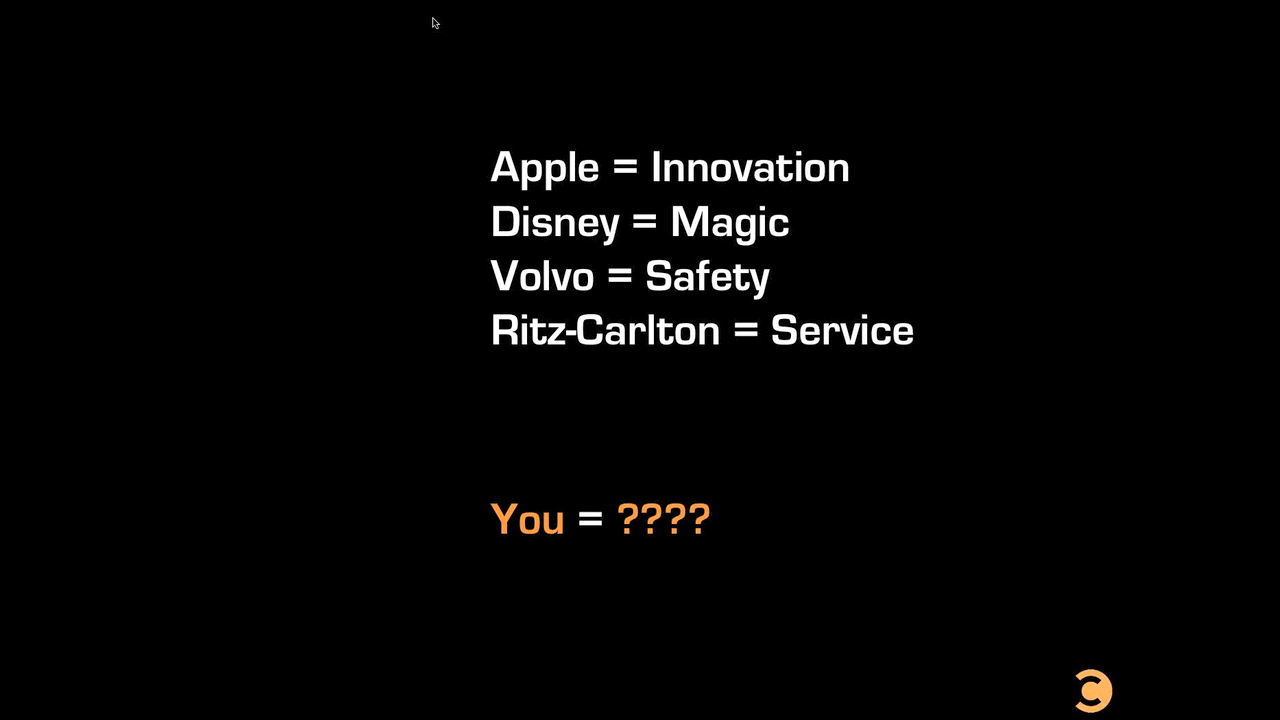 Apple = Innovation
Disney = Magic
Volvo = Safety
Ritz-Carlton = Service
You = ????